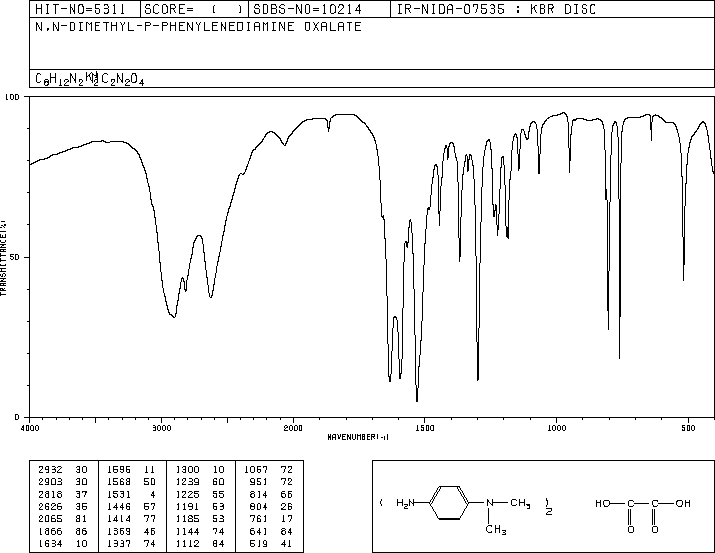 HIT-NO=5311 SCORE= ( ) SDBS-NO=10214 IR-NIDA-07535 : KBR DISC
N,N-DIMETHYL-P-PHENYLENEDIAMINE OXALATE
C8H12N2 C2N2O4
100
50
0
TRANSMITTANCE(%)
4000 3000 2000 1500 1000 500
WAVENUMBER(-1)
2932 30 1596 11 1300 10 1067 72
2903 30 1568 50 1239 60 951 72
2818 37 1531 4 1225 55 814 66
2626 35 1446 57 1191 53 804 26
2065 81 1414 77 1185 53 761 17
1866 86 1369 46 1144 74 641 84
1634 10 1337 74 1112 84 519 41
( H2N N CH3 )2 HO C C OH
CH3 O O